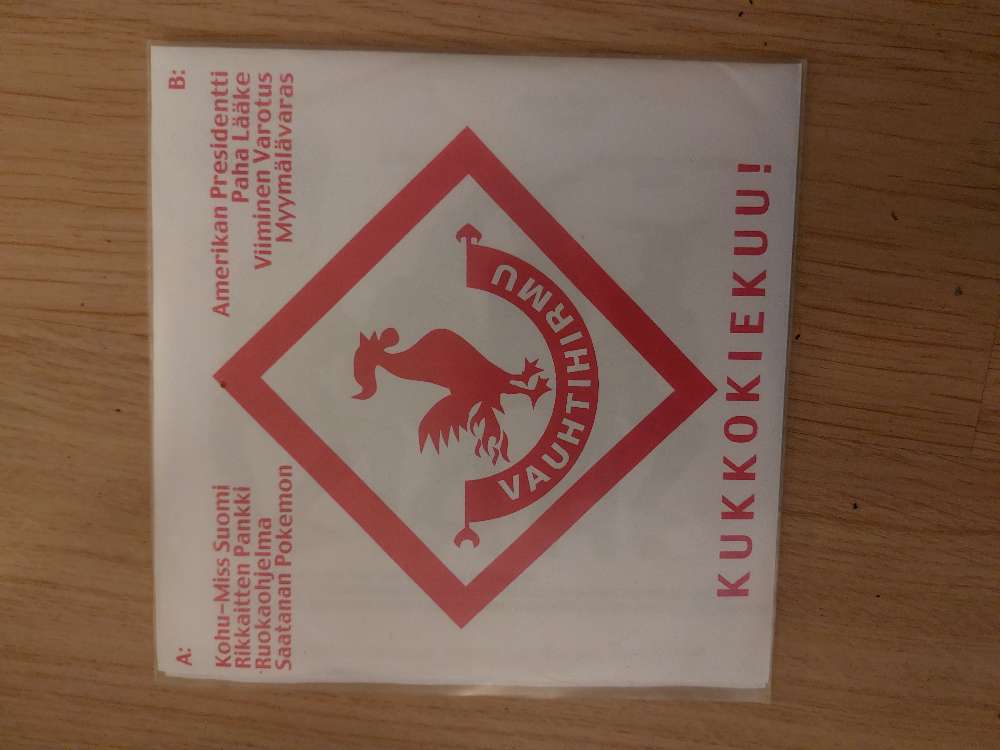 A:
Kohu-Miss Suomi
Rikkaitten Pankki
Ruokaohjelma
Saatanan Pokemon
B:
Amerikan Presidentti
Paha Lääke
Viiminen Varotus
Myymälävaras
VAUHTIHIRMU
KUKKOKIEKUU!